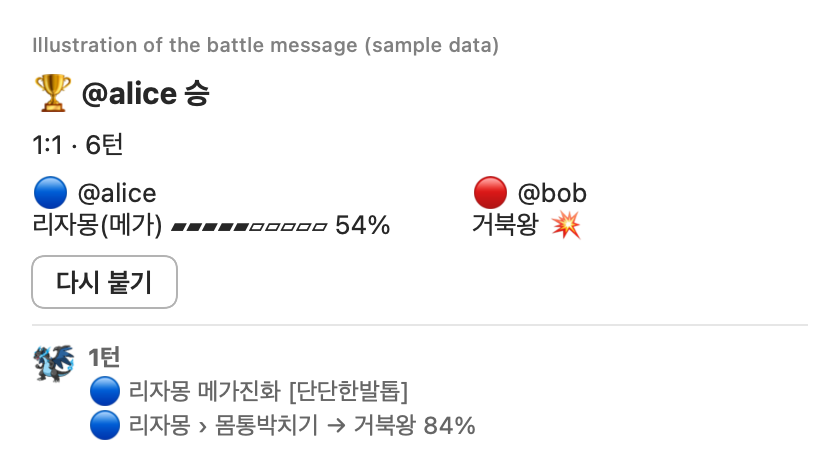 Illustration of the battle message (sample data)
🏆 @alice 승
1:1 · 6턴
🔵 @alice
리자몽(메가) ▰▰▰▰▰▱▱▱▱▱ 54%
🔴 @bob
거북왕 💥
다시 붙기
1턴
🔵 리자몽 메가진화 [단단한발톱]
🔵 리자몽 › 몸통박치기 → 거북왕 84%